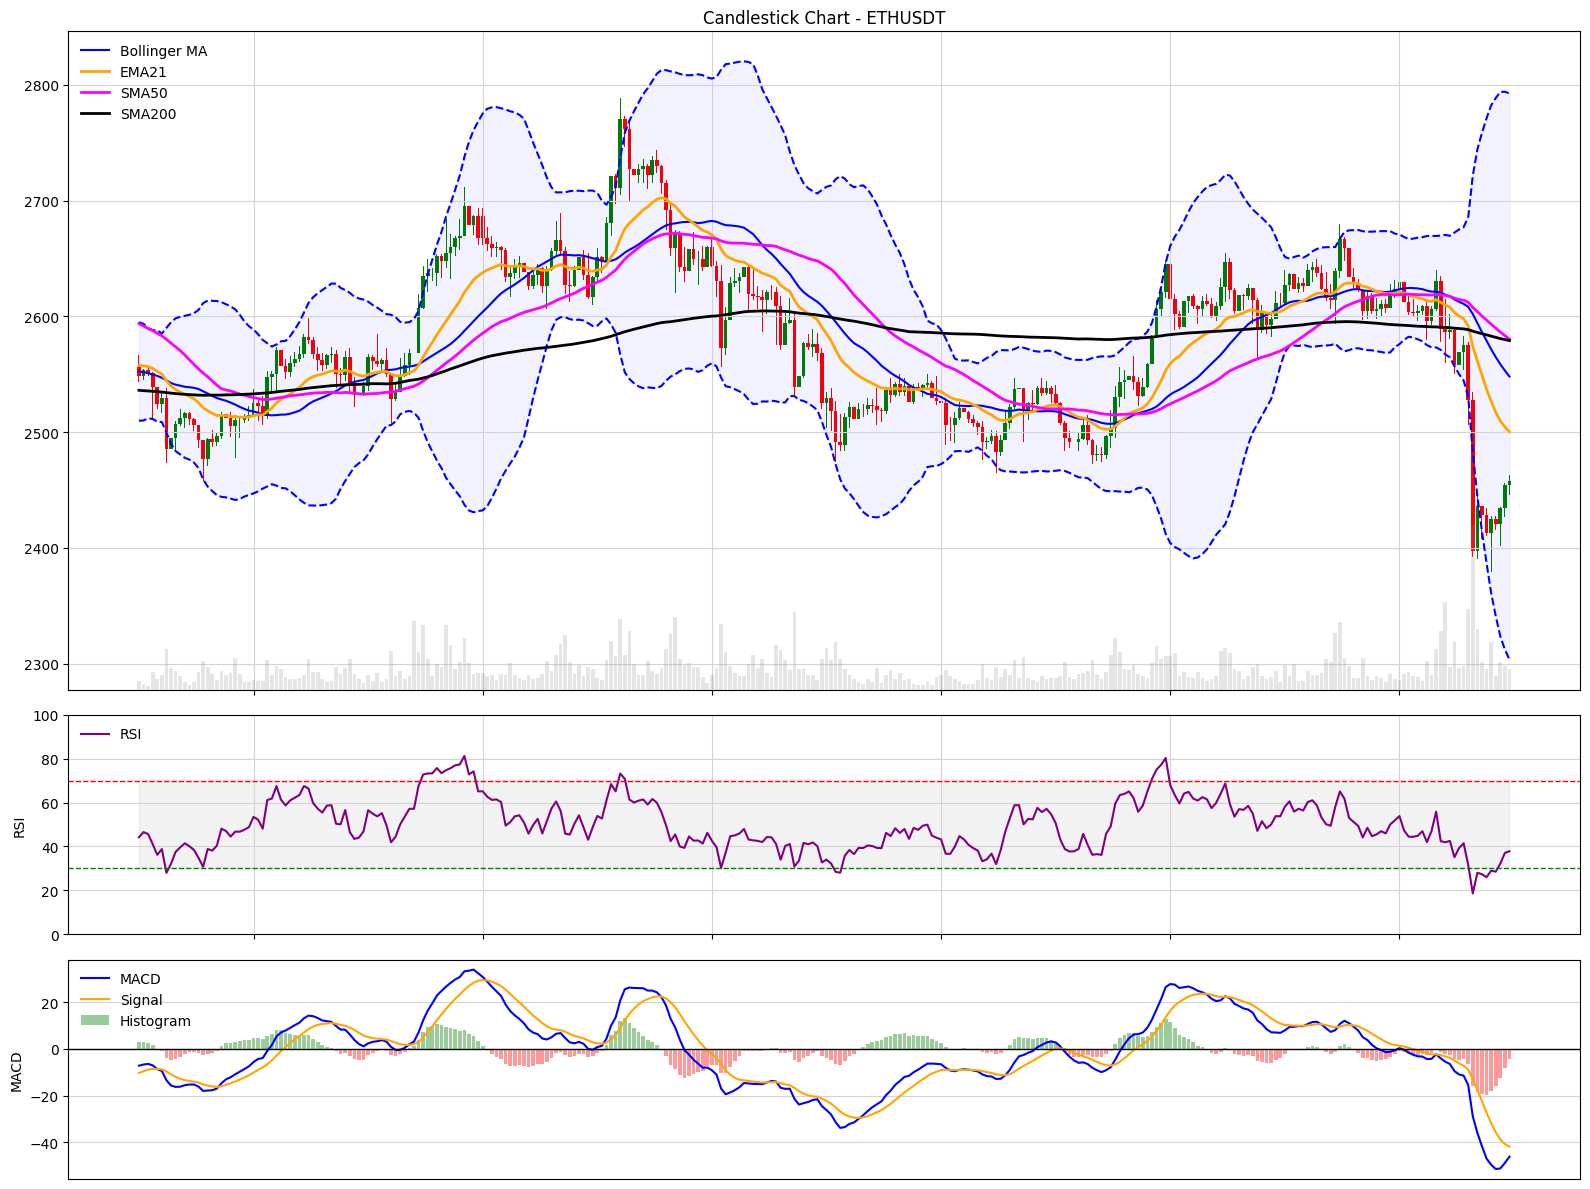 Candlestick Chart - ETHUSDT
Bollinger MA
EMA21
SMA50
SMA200
2800
2700
2600
2500
2400
2300
RSI
RSI
100
80
60
40
20
0
MACD
Signal
Histogram
MACD
20
0
−20
−40